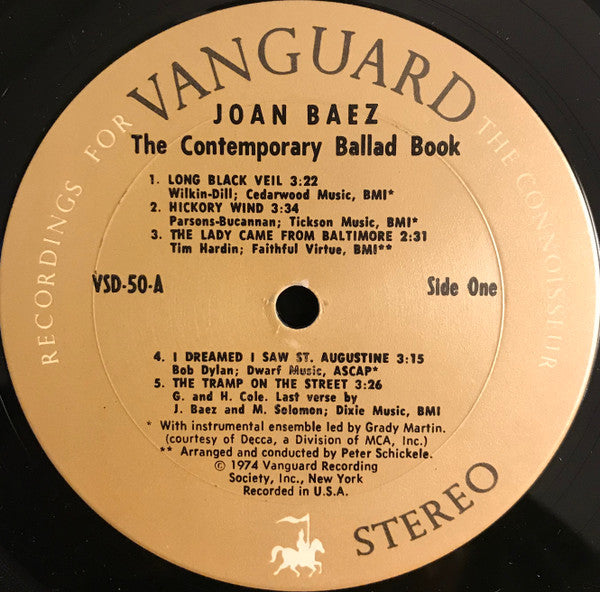 RECORDINGS FOR VANGUARD THE CONNOISSEUR
JOAN BAEZ
The Contemporary Ballad Book
1. LONG BLACK VEIL 3:22
Wilkin-Dill; Cedarwood Music, BMI*
2. HICKORY WIND 3:34
Parsons-Bucannan; Tickson Music, BMI*
3. THE LADY CAME FROM BALTIMORE 2:31
Tim Hardin; Faithful Virtue, BMI**
VSD-50-A
Side One
4. I DREAMED I SAW ST. AUGUSTINE 3:15
Bob Dylan; Dwarf Music, ASCAP*
5. THE TRAMP ON THE STREET 3:26
G. and H. Cole. Last verse by
J. Baez and M. Solomon; Dixie Music, BMI
* With instrumental ensemble led by Grady Martin.
(courtesy of Decca, a Division of MCA, Inc.)
** Arranged and conducted by Peter Schickele.
© 1974 Vanguard Recording
Society, Inc., New York
Recorded in U.S.A.
STEREO